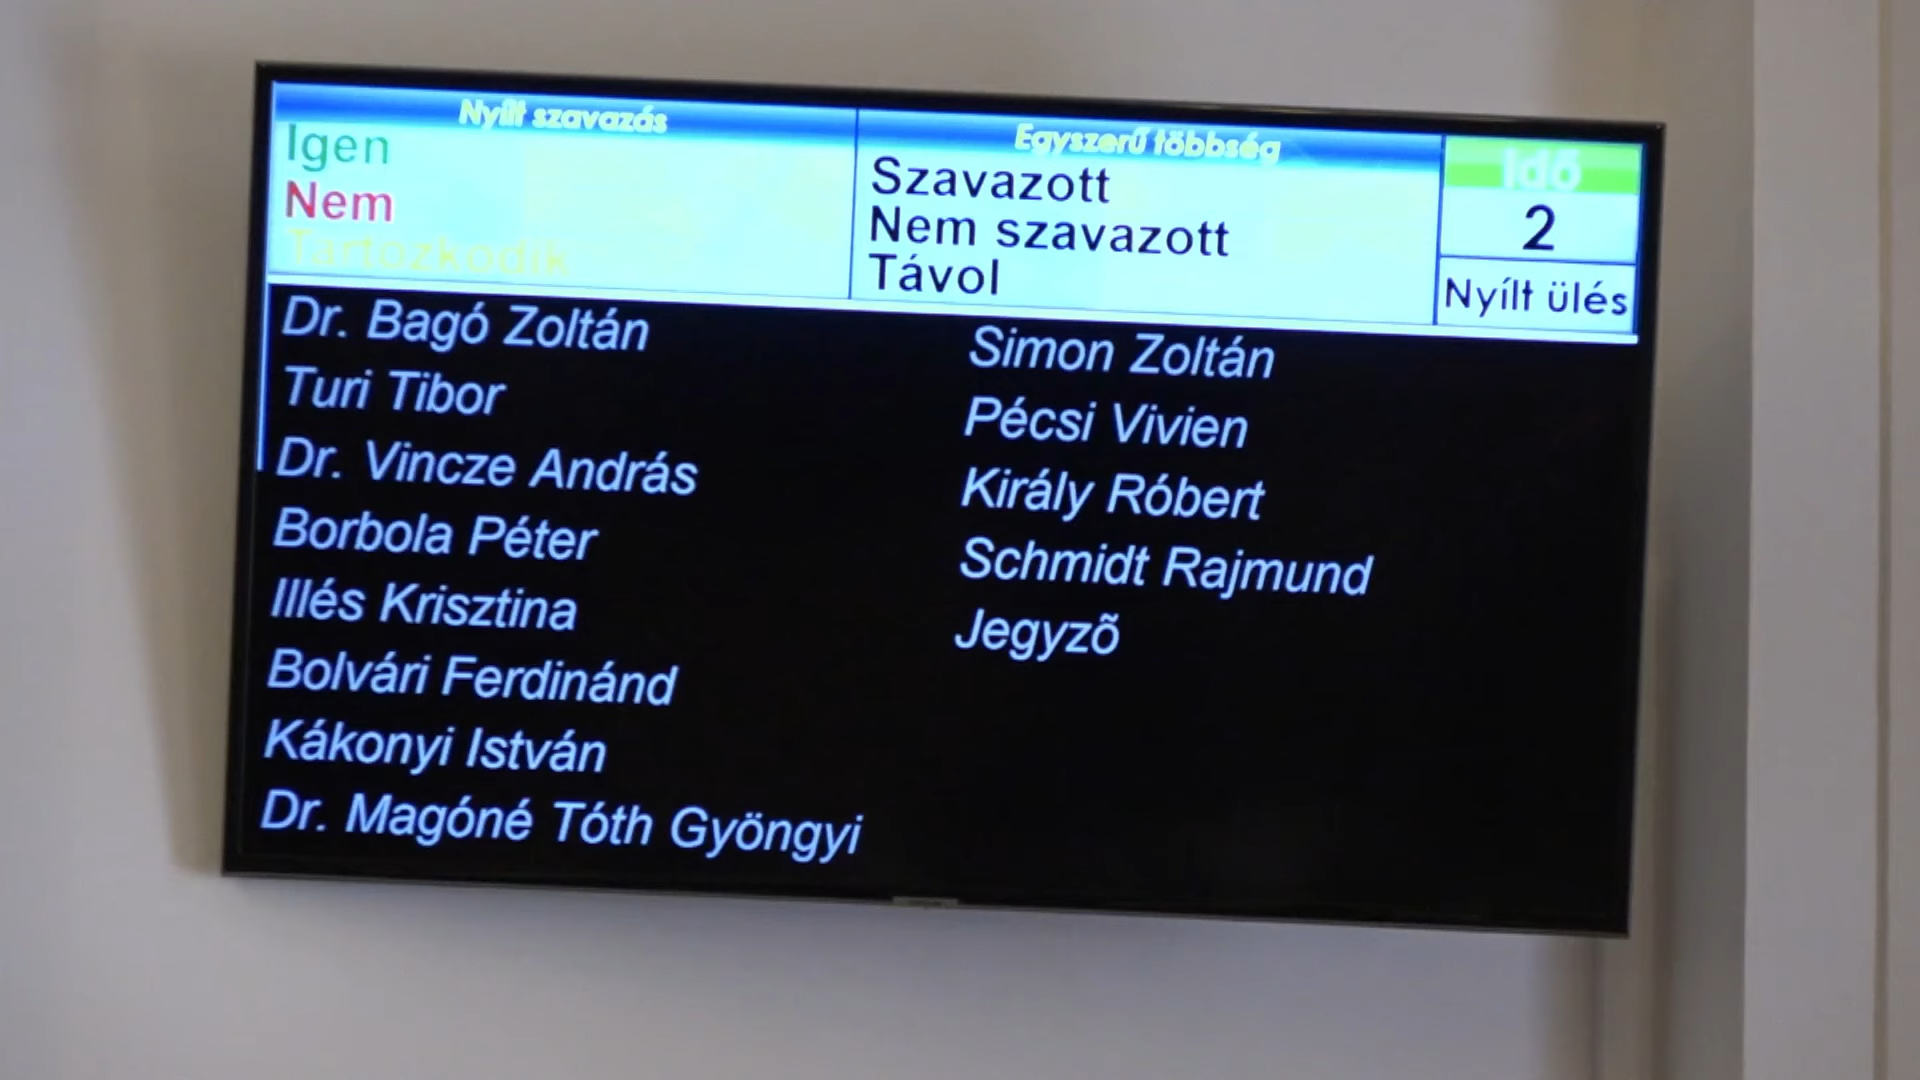 Nyílt szavazás
Igen
Nem
Tartozkodik
Egyszerű többség
Szavazott
Nem szavazott
Távol
Idő
2
Nyílt ülés
Dr. Bagó Zoltán
Turi Tibor
Dr. Vincze András
Borbola Péter
Illés Krisztina
Bolvári Ferdinánd
Kákonyi István
Dr. Magóné Tóth Gyöngyi
Simon Zoltán
Pécsi Vivien
Király Róbert
Schmidt Rajmund
Jegyzõ